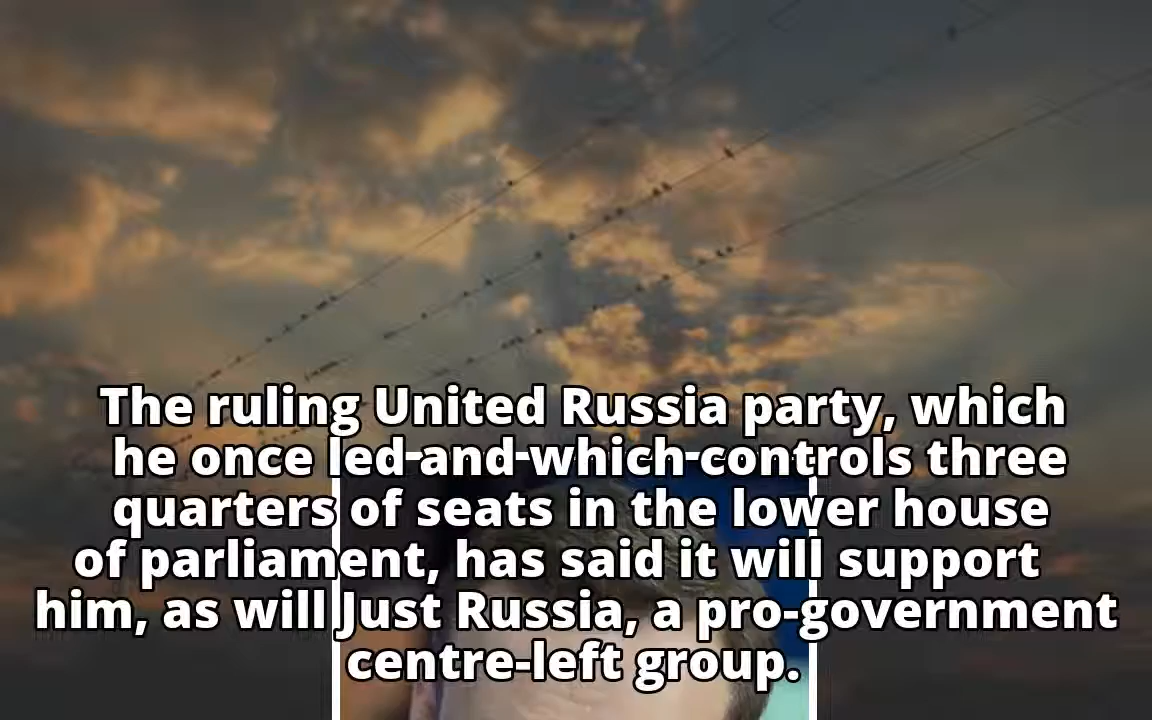 The ruling United Russia party, which
he once led and which controls three
quarters of seats in the lower house
of parliament, has said it will support
him, as will Just Russia, a pro-government
centre-left group.